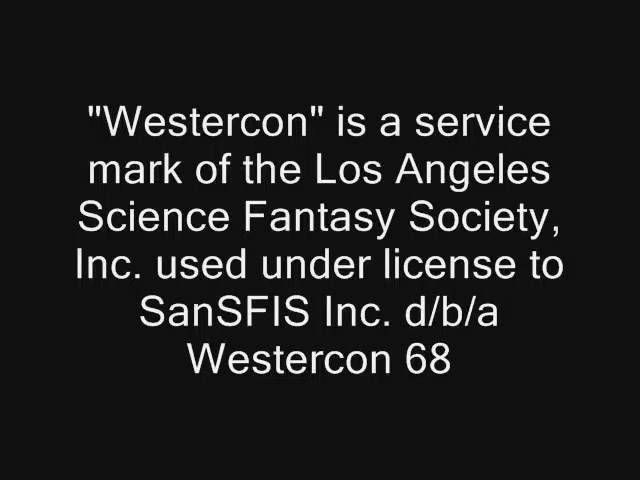 "Westercon" is a service
mark of the Los Angeles
Science Fantasy Society,
Inc. used under license to
SanSFIS Inc. d/b/a
Westercon 68